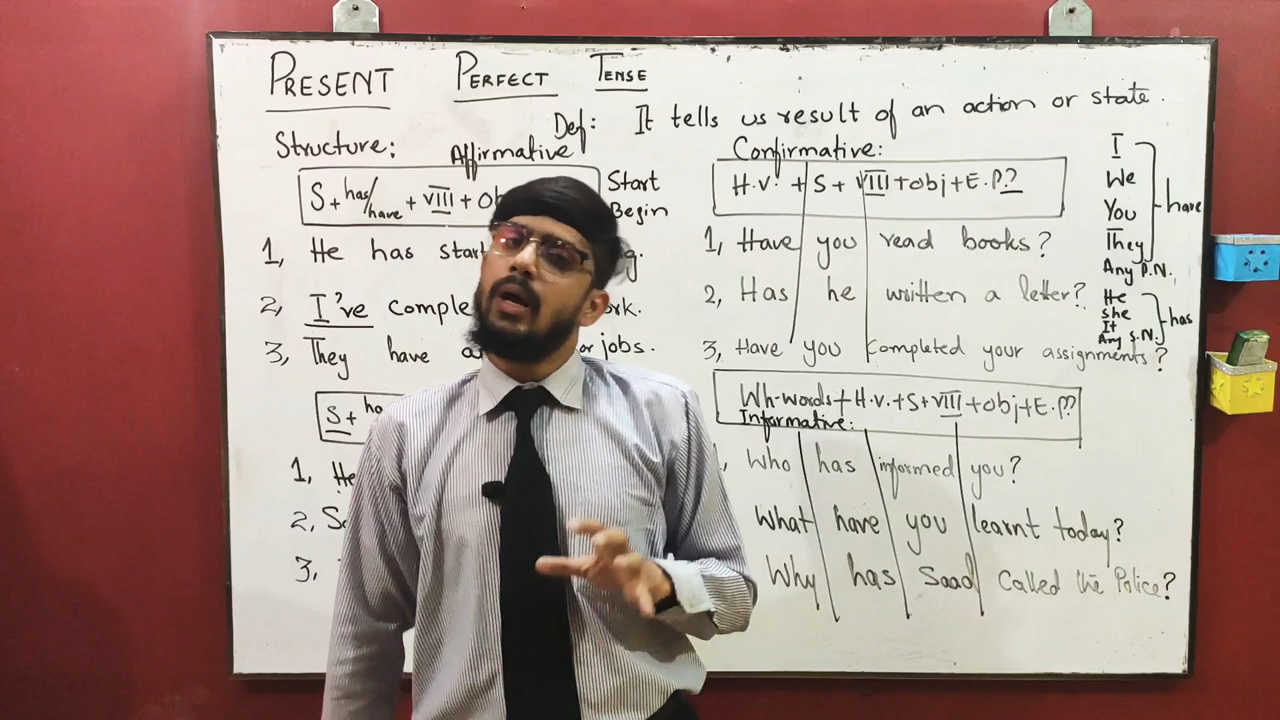 PRESENT PERFECT TENSE
Def: It tells us result of an action or state.
Structure: Affirmative
S+has/have+VIII+Ob
Start
Begin
1, He has star
2, I've comple ork.
3, They have a or jobs.
S+ha
1, He
2, Sa
3,
Confirmative:
H.V.+S+VIII+obj+E.P??
1, Have you read books?
2, Has he written a letter?
3, Have you completed your assignments?
Wh-words+H.V.+S+VIII+obj+E.P??
Informative:
Who has informed you?
What have you learnt today?
Why has Saad called the Police?
I
We
You
They
Any P.N.
have
He
She
It
Any S.N.
has